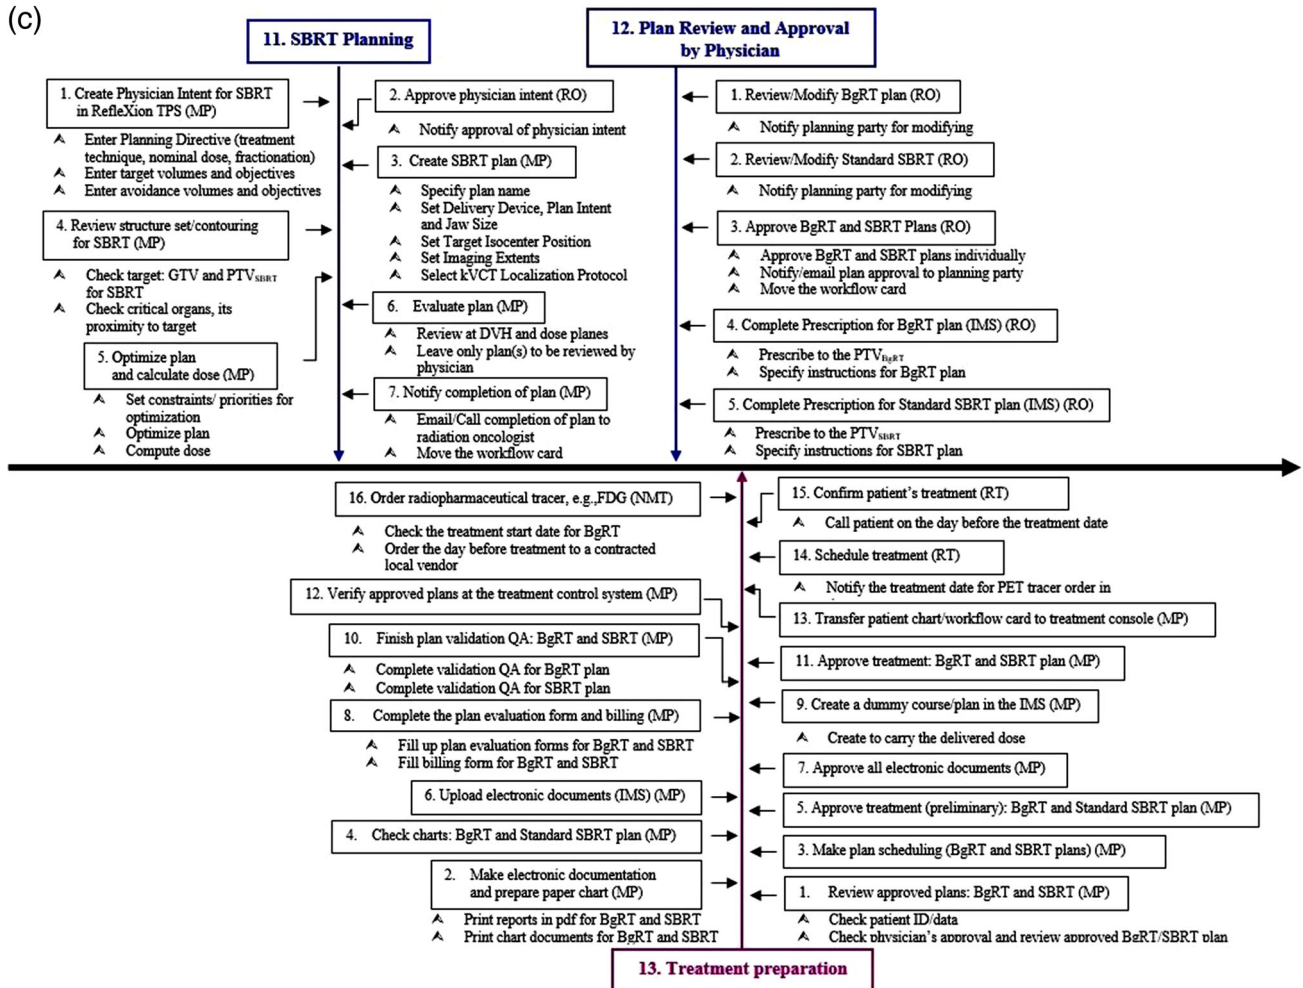 (c)
11. SBRT Planning
1. Create Physician Intent for SBRT
in RefleXion TPS (MP)
Enter Planning Directive (treatment
technique, nominal dose, fractionation)
Enter target volumes and objectives
Enter avoidance volumes and objectives
2. Approve physician intent (RO)
Notify approval of physician intent
3. Create SBRT plan (MP)
Specify plan name
Set Delivery Device, Plan Intent
and Jaw Size
Set Target Isocenter Position
Set Imaging Extents
Select kVCT Localization Protocol
4. Review structure set/contouring
for SBRT (MP)
Check target: GTV and PTVSBRT
for SBRT
Check critical organs, its
proximity to target
5. Optimize plan
and calculate dose (MP)
Set constraints/ priorities for
optimization
Optimize plan
Compute dose
6. Evaluate plan (MP)
Review at DVH and dose planes
Leave only plan(s) to be reviewed by
physician
7. Notify completion of plan (MP)
Email/Call completion of plan to
radiation oncologist
Move the workflow card
12. Plan Review and Approval
by Physician
1. Review/Modify BgRT plan (RO)
Notify planning party for modifying
2. Review/Modify Standard SBRT (RO)
Notify planning party for modifying
3. Approve BgRT and SBRT Plans (RO)
Approve BgRT and SBRT plans individually
Notify/email plan approval to planning party
Move the workflow card
4. Complete Prescription for BgRT plan (IMS) (RO)
Prescribe to the PTVBgRT
Specify instructions for BgRT plan
5. Complete Prescription for Standard SBRT plan (IMS) (RO)
Prescribe to the PTVSBRT
Specify instructions for SBRT plan
16. Order radiopharmaceutical tracer, e.g.,FDG (NMT)
Check the treatment start date for BgRT
Order the day before treatment to a contracted
local vendor
15. Confirm patient's treatment (RT)
Call patient on the day before the treatment date
14. Schedule treatment (RT)
Notify the treatment date for PET tracer order in
12. Verify approved plans at the treatment control system (MP)
13. Transfer patient chart/workflow card to treatment console (MP)
10. Finish plan validation QA: BgRT and SBRT (MP)
Complete validation QA for BgRT plan
Complete validation QA for SBRT plan
11. Approve treatment: BgRT and SBRT plan (MP)
8. Complete the plan evaluation form and billing (MP)
Fill up plan evaluation forms for BgRT and SBRT
Fill billing form for BgRT and SBRT
9. Create a dummy course/plan in the IMS (MP)
Create to carry the delivered dose
7. Approve all electronic documents (MP)
6. Upload electronic documents (IMS) (MP)
5. Approve treatment (preliminary): BgRT and Standard SBRT plan (MP)
4. Check charts: BgRT and Standard SBRT plan (MP)
3. Make plan scheduling (BgRT and SBRT plans) (MP)
2. Make electronic documentation
and prepare paper chart (MP)
Print reports in pdf for BgRT and SBRT
Print chart documents for BgRT and SBRT
1. Review approved plans: BgRT and SBRT (MP)
Check patient ID/data
Check physician's approval and review approved BgRT/SBRT plan
13. Treatment preparation